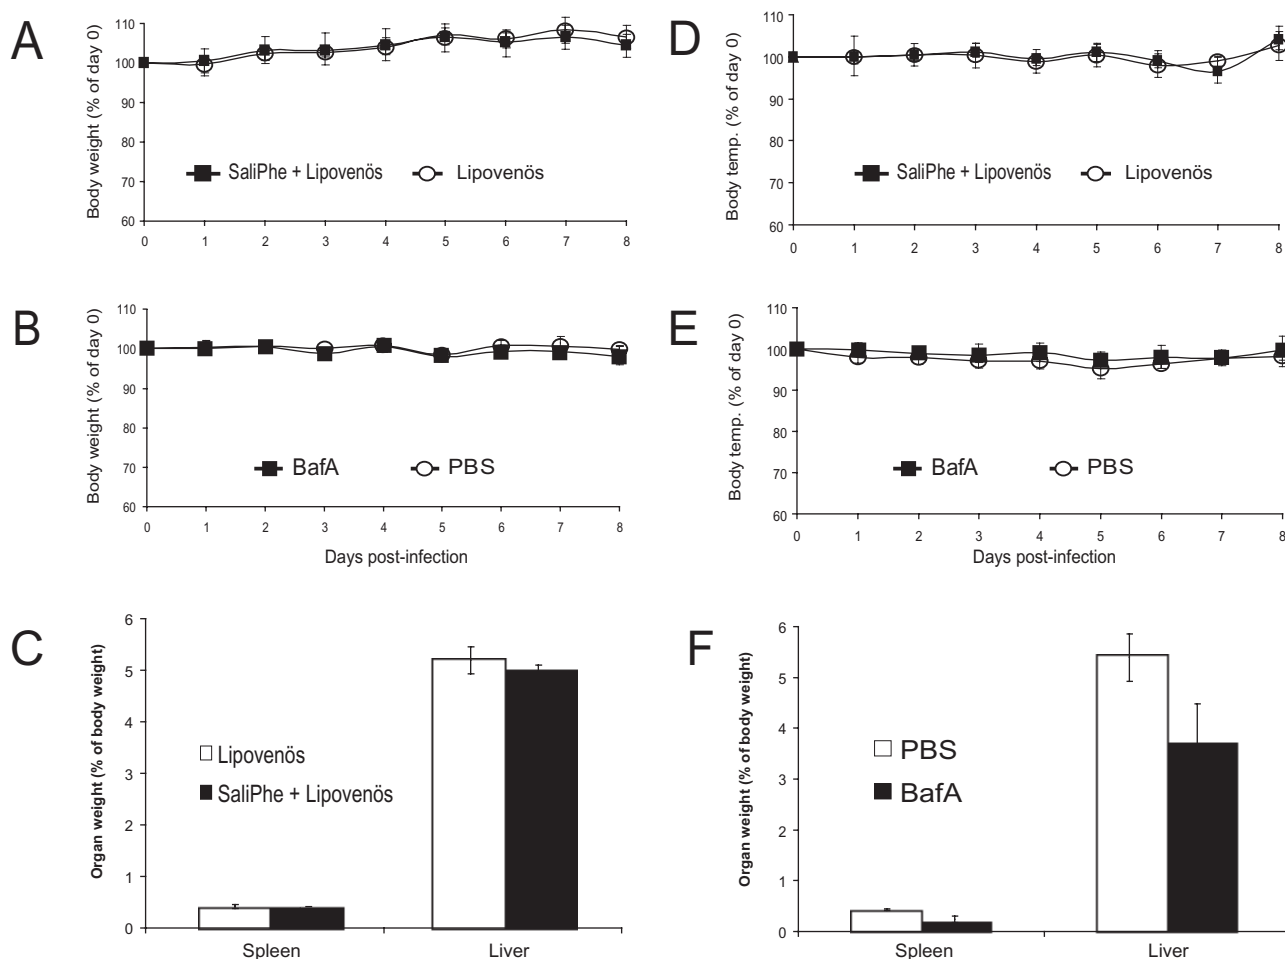 A
Body weight (% of day 0)
110
100
90
80
70
60
SaliPhe + Lipovenös
Lipovenös
0 1 2 3 4 5 6 7 8
D
Body temp. (% of day 0)
110
100
90
80
70
60
SaliPhe + Lipovenös
Lipovenös
0 1 2 3 4 5 6 7 8
B
Body weight (% of day 0)
110
100
90
80
70
60
BafA
PBS
0 1 2 3 4 5 6 7 8
Days post-infection
E
Body temp. (% of day 0)
110
100
90
80
70
60
BafA
PBS
0 1 2 3 4 5 6 7 8
Days post-infection
C
Organ weight (% of body weight)
6
5
4
3
2
1
0
Lipovenös
SaliPhe + Lipovenös
Spleen Liver
F
Organ weight (% of body weight)
6
5
4
3
2
1
0
PBS
BafA
Spleen Liver